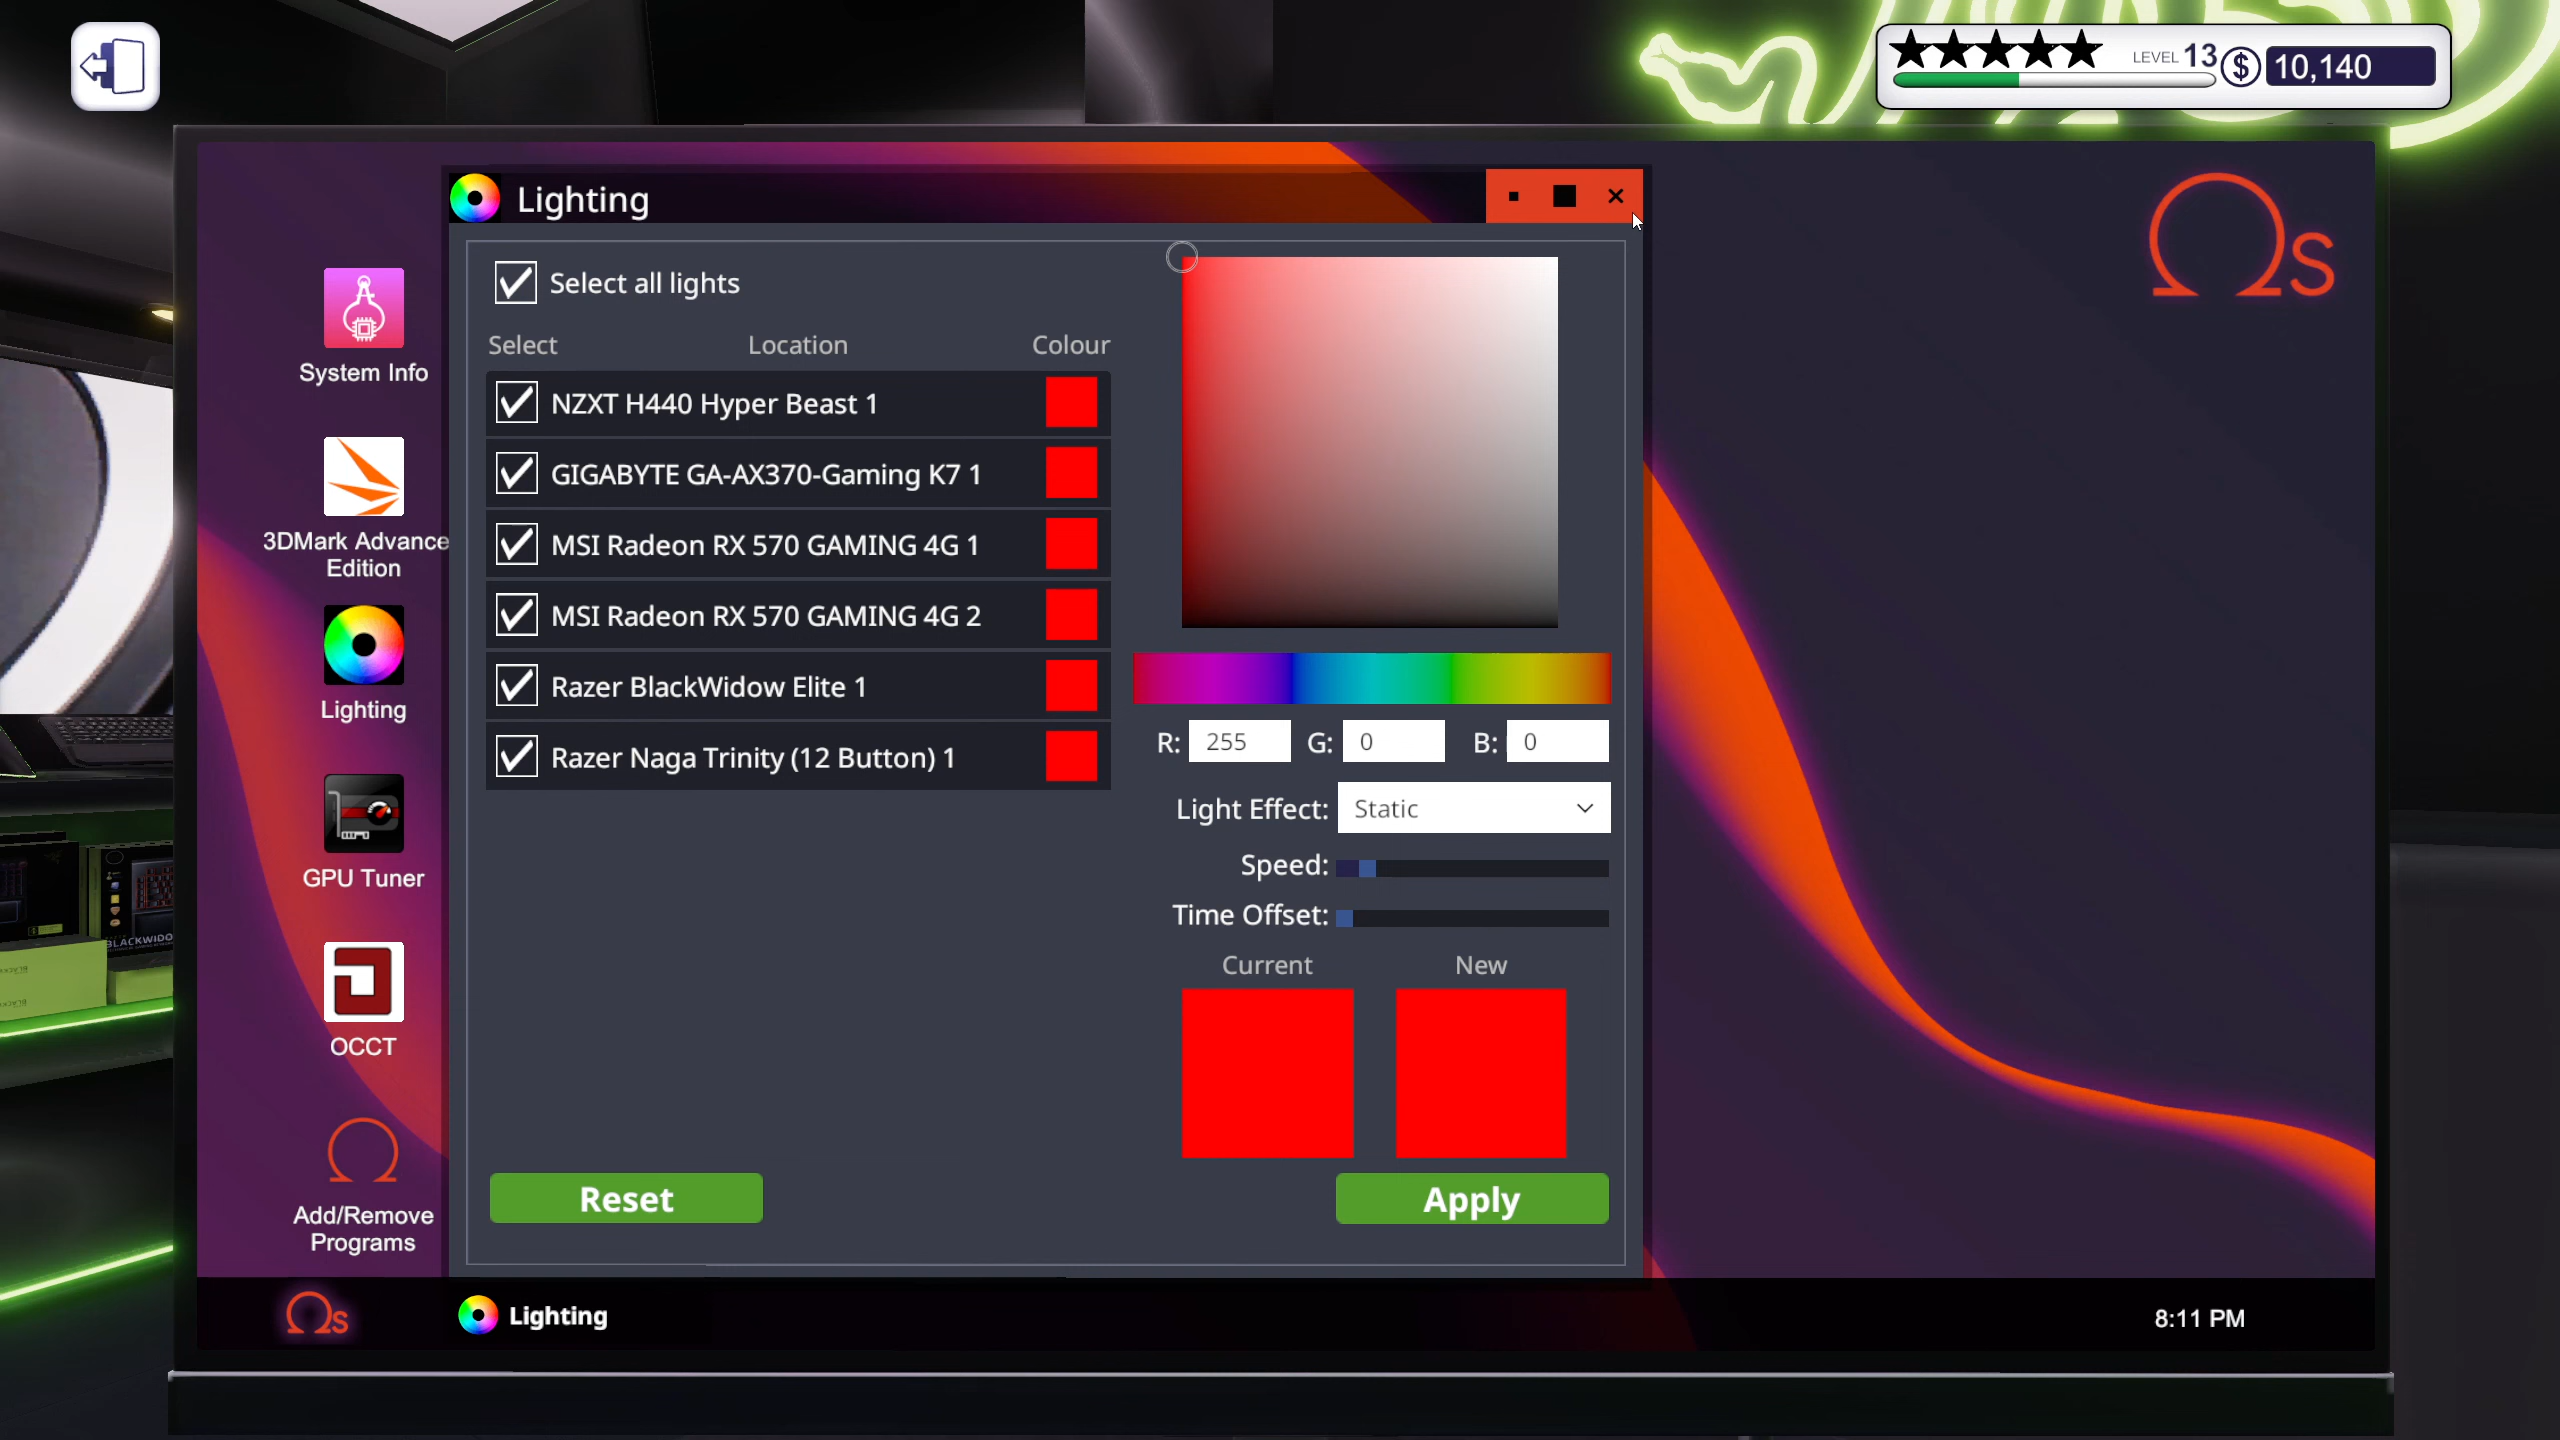 LEVEL 13
10,140
Lighting
Select all lights
Select Location Colour
NZXT H440 Hyper Beast 1
GIGABYTE GA-AX370-Gaming K7 1
MSI Radeon RX 570 GAMING 4G 1
MSI Radeon RX 570 GAMING 4G 2
Razer BlackWidow Elite 1
Razer Naga Trinity (12 Button) 1
R: 255 G: 0 B: 0
Light Effect: Static
Speed:
Time Offset:
Current New
Reset
Apply
System Info
3DMark Advance
Edition
Lighting
GPU Tuner
OCCT
Add/Remove
Programs
Ωs
BLACKWIDO
Ωs
Lighting
8:11 PM